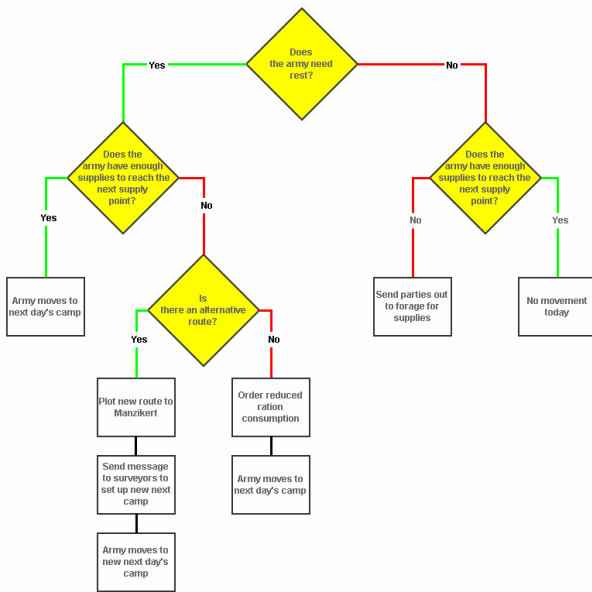 Does
the army need
rest?
Yes
No
Does the
army have enough
supplies to reach the
next supply
point?
Does the
army have enough
supplies to reach the
next supply
point?
Yes
No
No
Yes
Army moves to
next day's camp
Is
there an alternative
route?
Send parties out
to forage for
supplies
No movement
today
Yes
No
Plot new route to
Manzikert
Order reduced
ration
consumption
Send message
to surveyors to
set up new next
camp
Army moves to
next day's camp
Army moves to
new next day's
camp